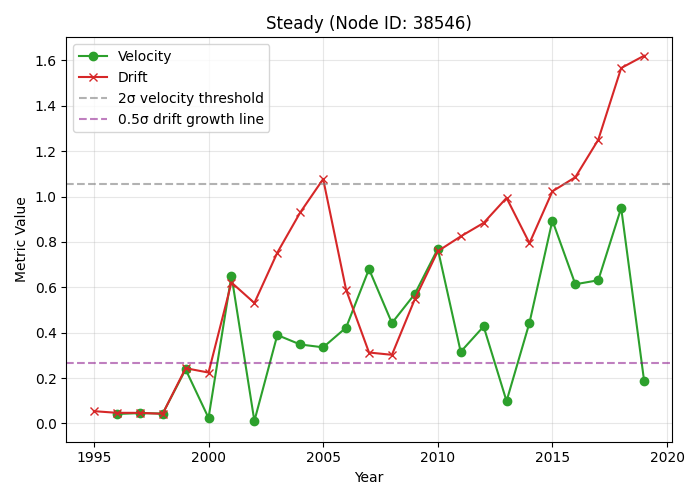 Steady (Node ID: 38546)
Velocity
Drift
2σ velocity threshold
0.5σ drift growth line
Metric Value
1.6
1.4
1.2
1.0
0.8
0.6
0.4
0.2
0.0
1995 2000 2005 2010 2015 2020
Year